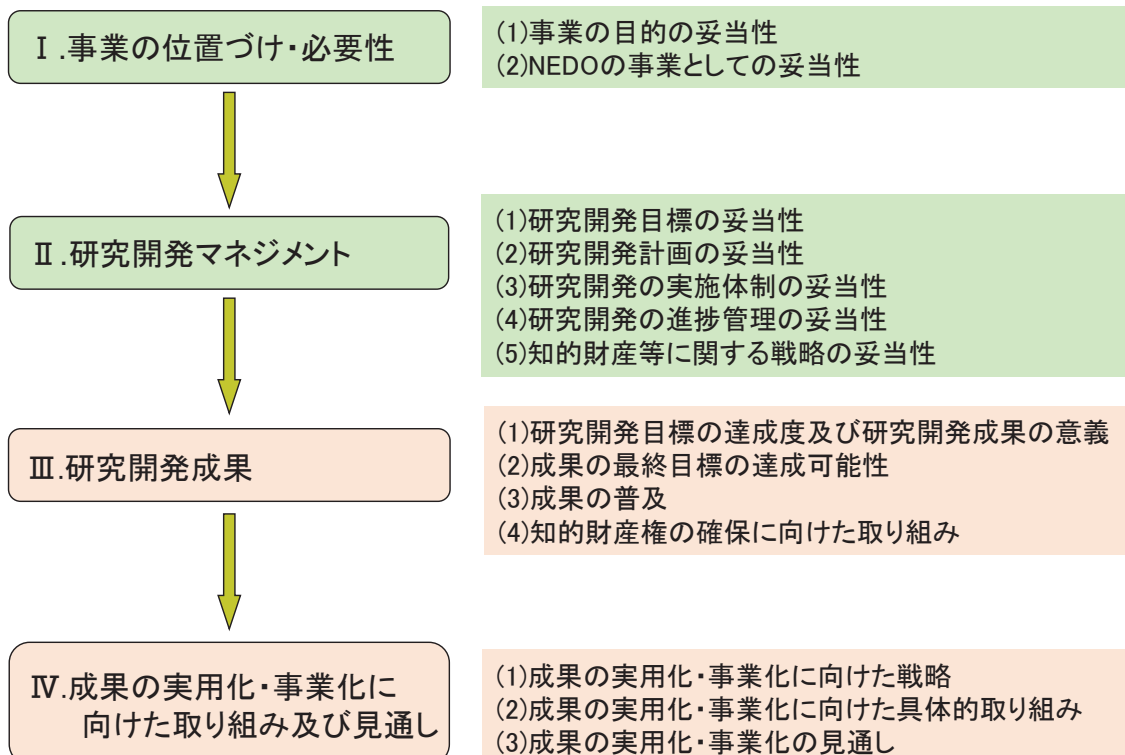 Ⅰ.事業の位置づけ・必要性
(1)事業の目的の妥当性
(2)NEDOの事業としての妥当性
Ⅱ.研究開発マネジメント
(1)研究開発目標の妥当性
(2)研究開発計画の妥当性
(3)研究開発の実施体制の妥当性
(4)研究開発の進捗管理の妥当性
(5)知的財産等に関する戦略の妥当性
Ⅲ.研究開発成果
(1)研究開発目標の達成度及び研究開発成果の意義
(2)成果の最終目標の達成可能性
(3)成果の普及
(4)知的財産権の確保に向けた取り組み
Ⅳ.成果の実用化・事業化に
向けた取り組み及び見通し
(1)成果の実用化・事業化に向けた戦略
(2)成果の実用化・事業化に向けた具体的取り組み
(3)成果の実用化・事業化の見通し